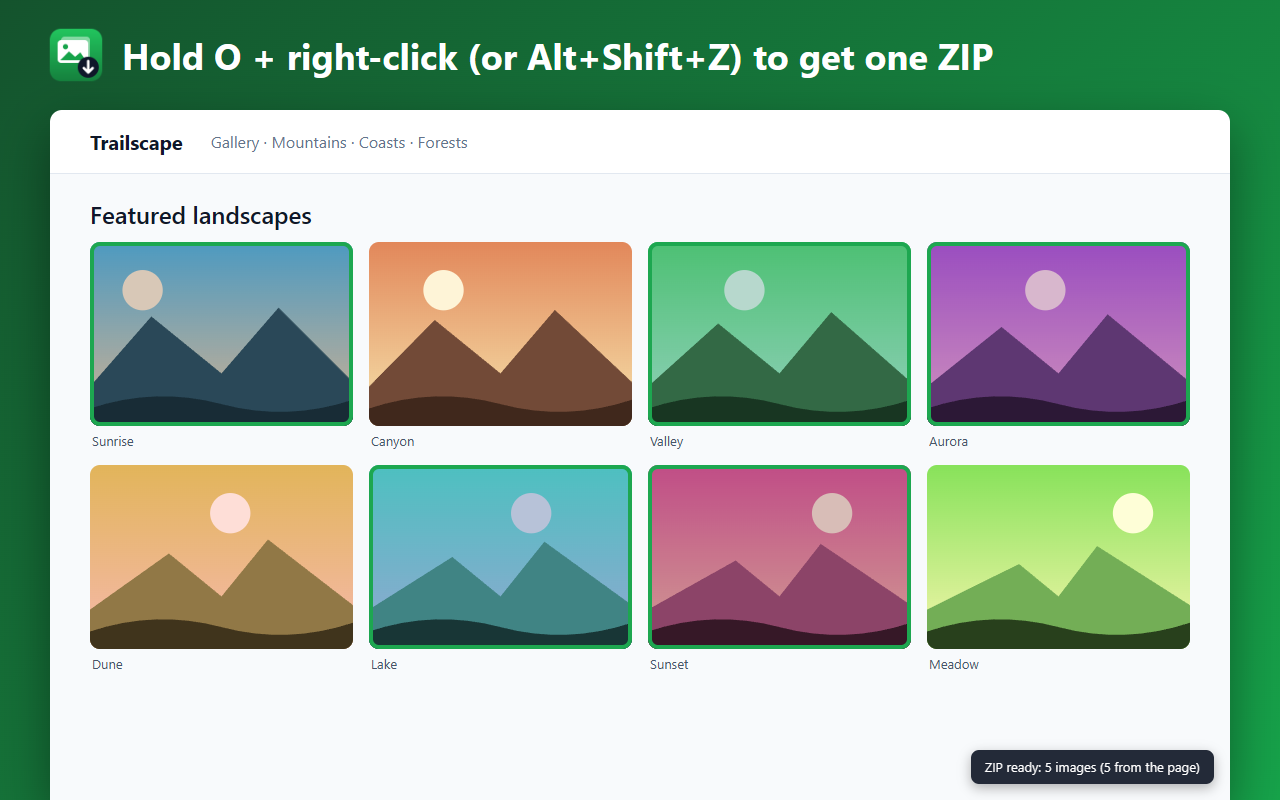 Hold O + right-click (or Alt+Shift+Z) to get one ZIP
Trailscape Gallery · Mountains · Coasts · Forests
Featured landscapes
Sunrise Canyon Valley Aurora
Dune Lake Sunset Meadow
ZIP ready: 5 images (5 from the page)